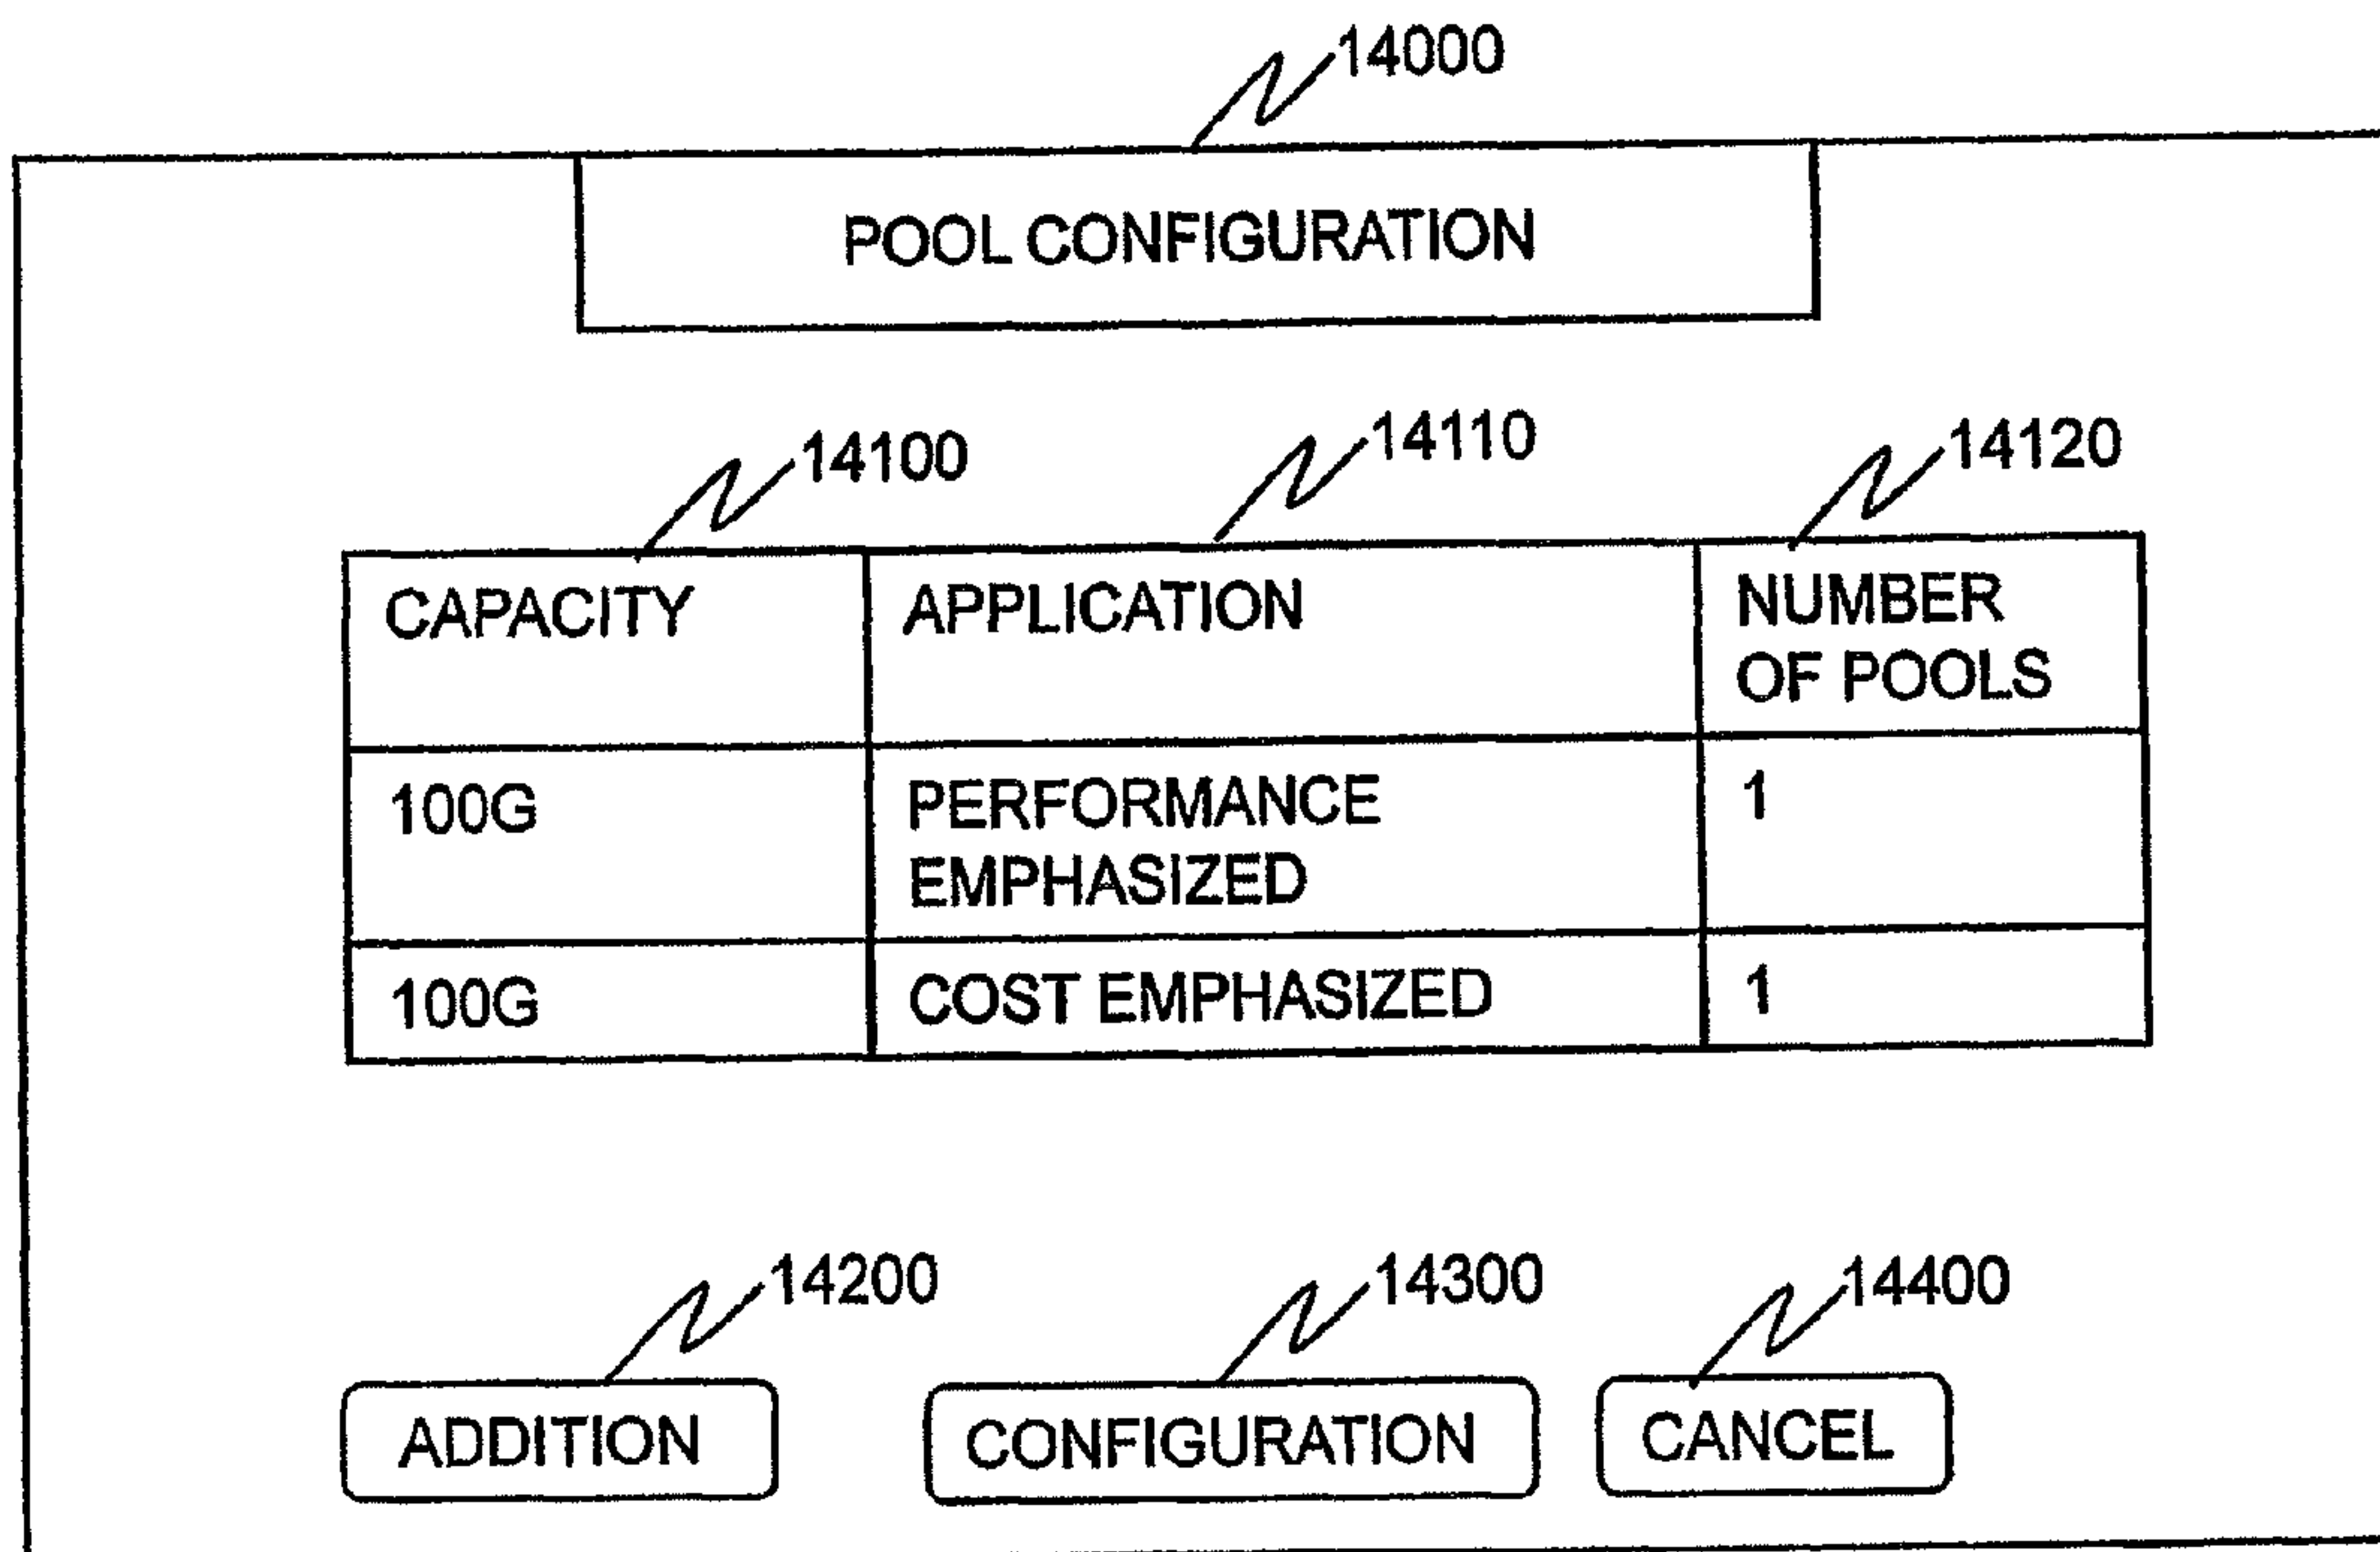 14000
POOL CONFIGURATION
14100
14110
14120
CAPACITY
APPLICATION
NUMBER
OF POOLS
100G
PERFORMANCE
EMPHASIZED
1
100G
COST EMPHASIZED
1
14200
14300
14400
ADDITION
CONFIGURATION
CANCEL